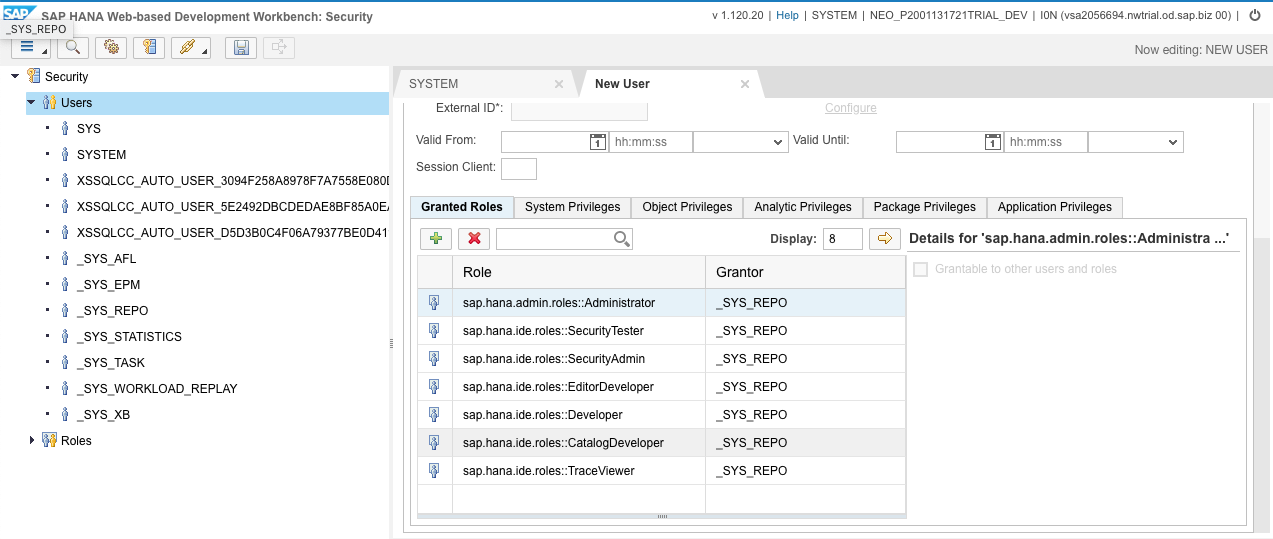 SAP
SAP HANA Web-based Development Workbench: Security
v 1.120.20 | Help | SYSTEM | NEO_P2001131721TRIAL_DEV | I0N (vsa2056694.nwtrial.od.sap.biz 00) |
_SYS_REPO
Now editing: NEW USER
Security
Users
SYS
SYSTEM
XSSQLCC_AUTO_USER_3094F258A8978F7A7558E080D
XSSQLCC_AUTO_USER_5E2492DBCDEDAE8BF85A0EA
XSSQLCC_AUTO_USER_D5D3B0C4F06A79377BE0D41
_SYS_AFL
_SYS_EPM
_SYS_REPO
_SYS_STATISTICS
_SYS_TASK
_SYS_WORKLOAD_REPLAY
_SYS_XB
Roles
SYSTEM
New User
External ID*:
Configure
Valid From: 1 hh:mm:ss
Valid Until: 1 hh:mm:ss
Session Client:
Granted Roles
System Privileges
Object Privileges
Analytic Privileges
Package Privileges
Application Privileges
Display: 8
Details for 'sap.hana.admin.roles::Administra ...'
Grantable to other users and roles
Role Grantor
sap.hana.admin.roles::Administrator _SYS_REPO
sap.hana.ide.roles::SecurityTester _SYS_REPO
sap.hana.ide.roles::SecurityAdmin _SYS_REPO
sap.hana.ide.roles::EditorDeveloper _SYS_REPO
sap.hana.ide.roles::Developer _SYS_REPO
sap.hana.ide.roles::CatalogDeveloper _SYS_REPO
sap.hana.ide.roles::TraceViewer _SYS_REPO